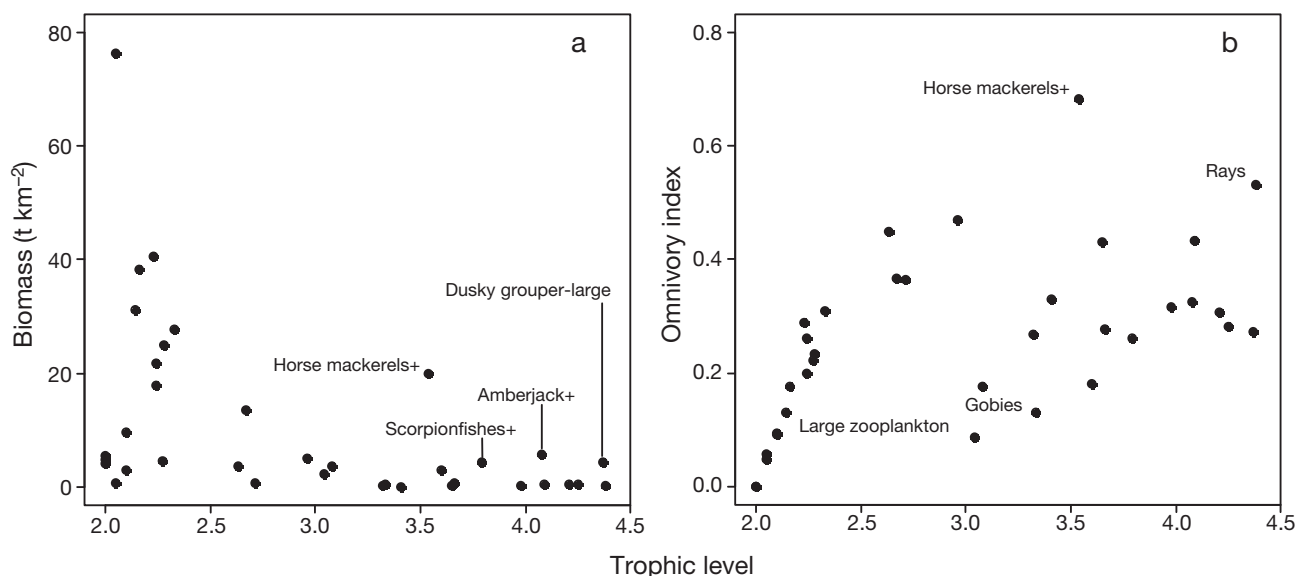 a
Biomass (t km⁻²)
80
60
40
20
0
Dusky grouper-large
Horse mackerels+
Amberjack+
Scorpionfishes+
2.0 2.5 3.0 3.5 4.0 4.5
b
Omnivory index
0.8
0.6
0.4
0.2
0.0
Horse mackerels+
Rays
Gobies
Large zooplankton
2.0 2.5 3.0 3.5 4.0 4.5
Trophic level